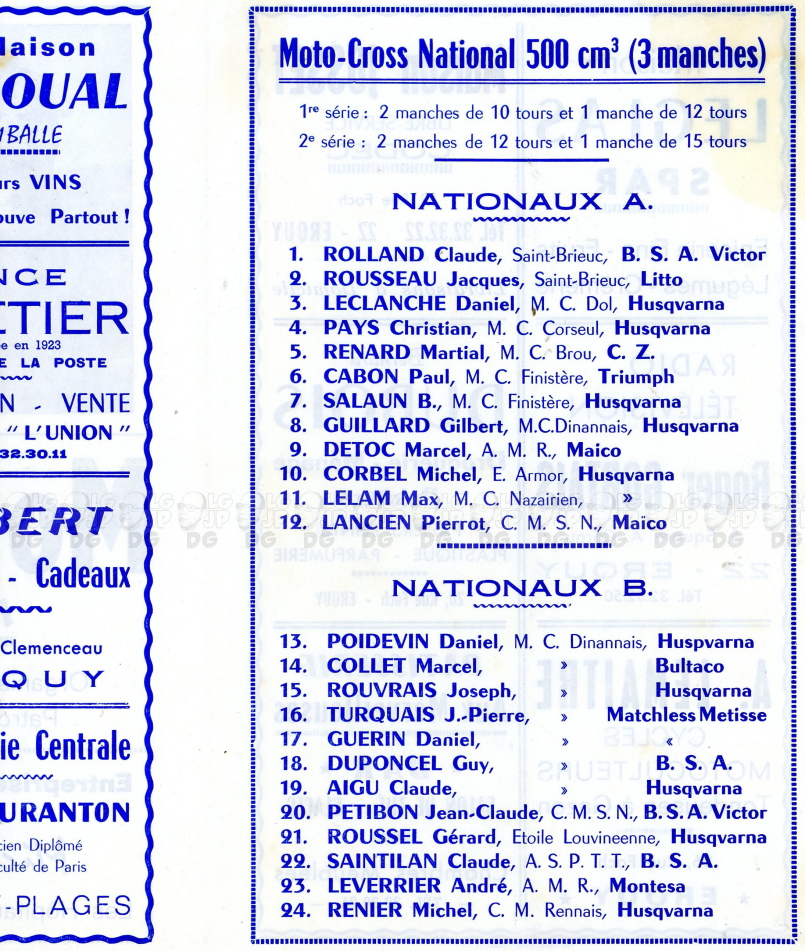 Maison
OUAL
BALLE
urs VINS
ouve Partout !
NCE
ETIER
e en 1923
E LA POSTE
N - VENTE
" L'UNION "
32.30.11
BERT
- Cadeaux
Clemenceau
QUY
ie Centrale
URANTON
cien Diplômé
culté de Paris
-PLAGES
Moto-Cross National 500 cm³ (3 manches)
1re série : 2 manches de 10 tours et 1 manche de 12 tours
2e série : 2 manches de 12 tours et 1 manche de 15 tours
NATIONAUX A.
1. ROLLAND Claude, Saint-Brieuc, B. S. A. Victor
2. ROUSSEAU Jacques, Saint-Brieuc, Litto
3. LECLANCHE Daniel, M. C. Dol, Husqvarna
4. PAYS Christian, M. C. Corseul, Husqvarna
5. RENARD Martial, M. C. Brou, C. Z.
6. CABON Paul, M. C. Finistère, Triumph
7. SALAUN B., M. C. Finistère, Husqvarna
8. GUILLARD Gilbert, M.C.Dinannais, Husqvarna
9. DETOC Marcel, A. M. R., Maico
10. CORBEL Michel, E. Armor, Husqvarna
11. LELAM Max, M. C. Nazairien, »
12. LANCIEN Pierrot, C. M. S. N., Maico
NATIONAUX B.
13. POIDEVIN Daniel, M. C. Dinannais, Huspvarna
14. COLLET Marcel, » Bultaco
15. ROUVRAIS Joseph, » Husqvarna
16. TURQUAIS J.-Pierre, » Matchless Metisse
17. GUERIN Daniel, » «
18. DUPONCEL Guy, » B. S. A.
19. AIGU Claude, » Husqvarna
20. PETIBON Jean-Claude, C. M. S. N., B. S. A. Victor
21. ROUSSEL Gérard, Etoile Louvineenne, Husqvarna
22. SAINTILAN Claude, A. S. P. T. T., B. S. A.
23. LEVERRIER André, A. M. R., Montesa
24. RENIER Michel, C. M. Rennais, Husqvarna